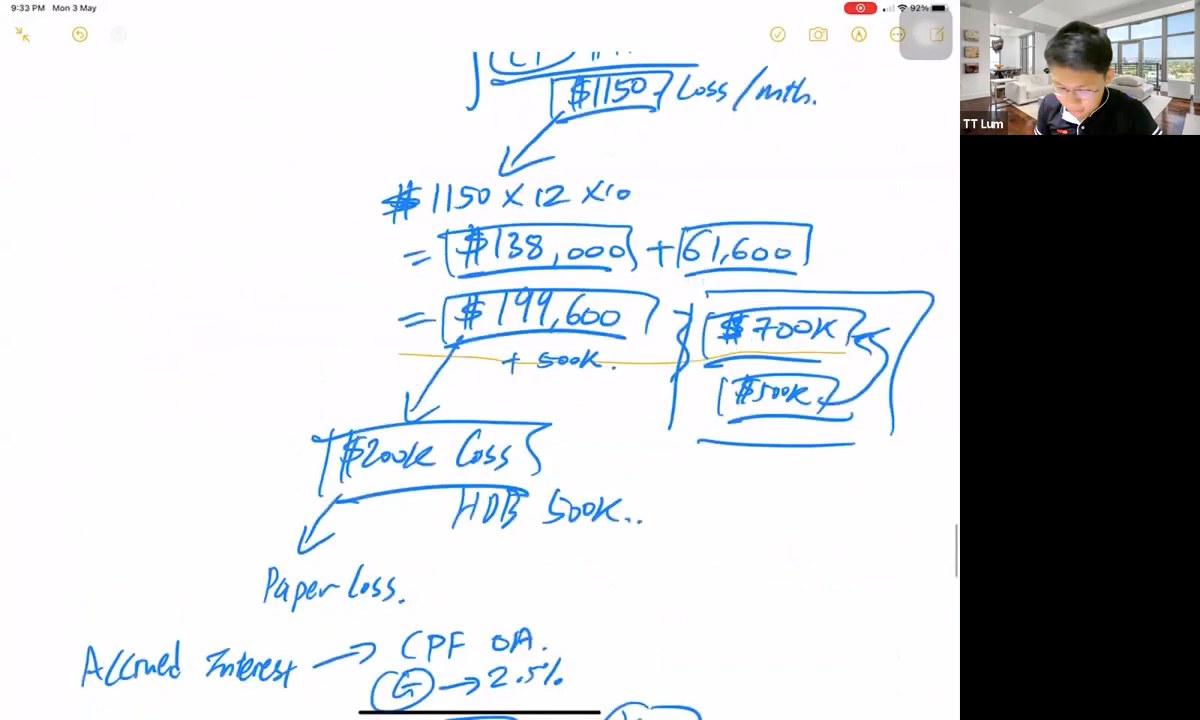 9:33 PM Mon 3 May
92%
TT Lum
$1150 Loss/mth.
$1150 x 12 x 10
= $138,000 + 61,600
= $199,600
+ 500K.
$700K
$500K
$200K Loss
HDB 500K..
Paper loss.
Accrued Interest → CPF OA.
G → 2.5%